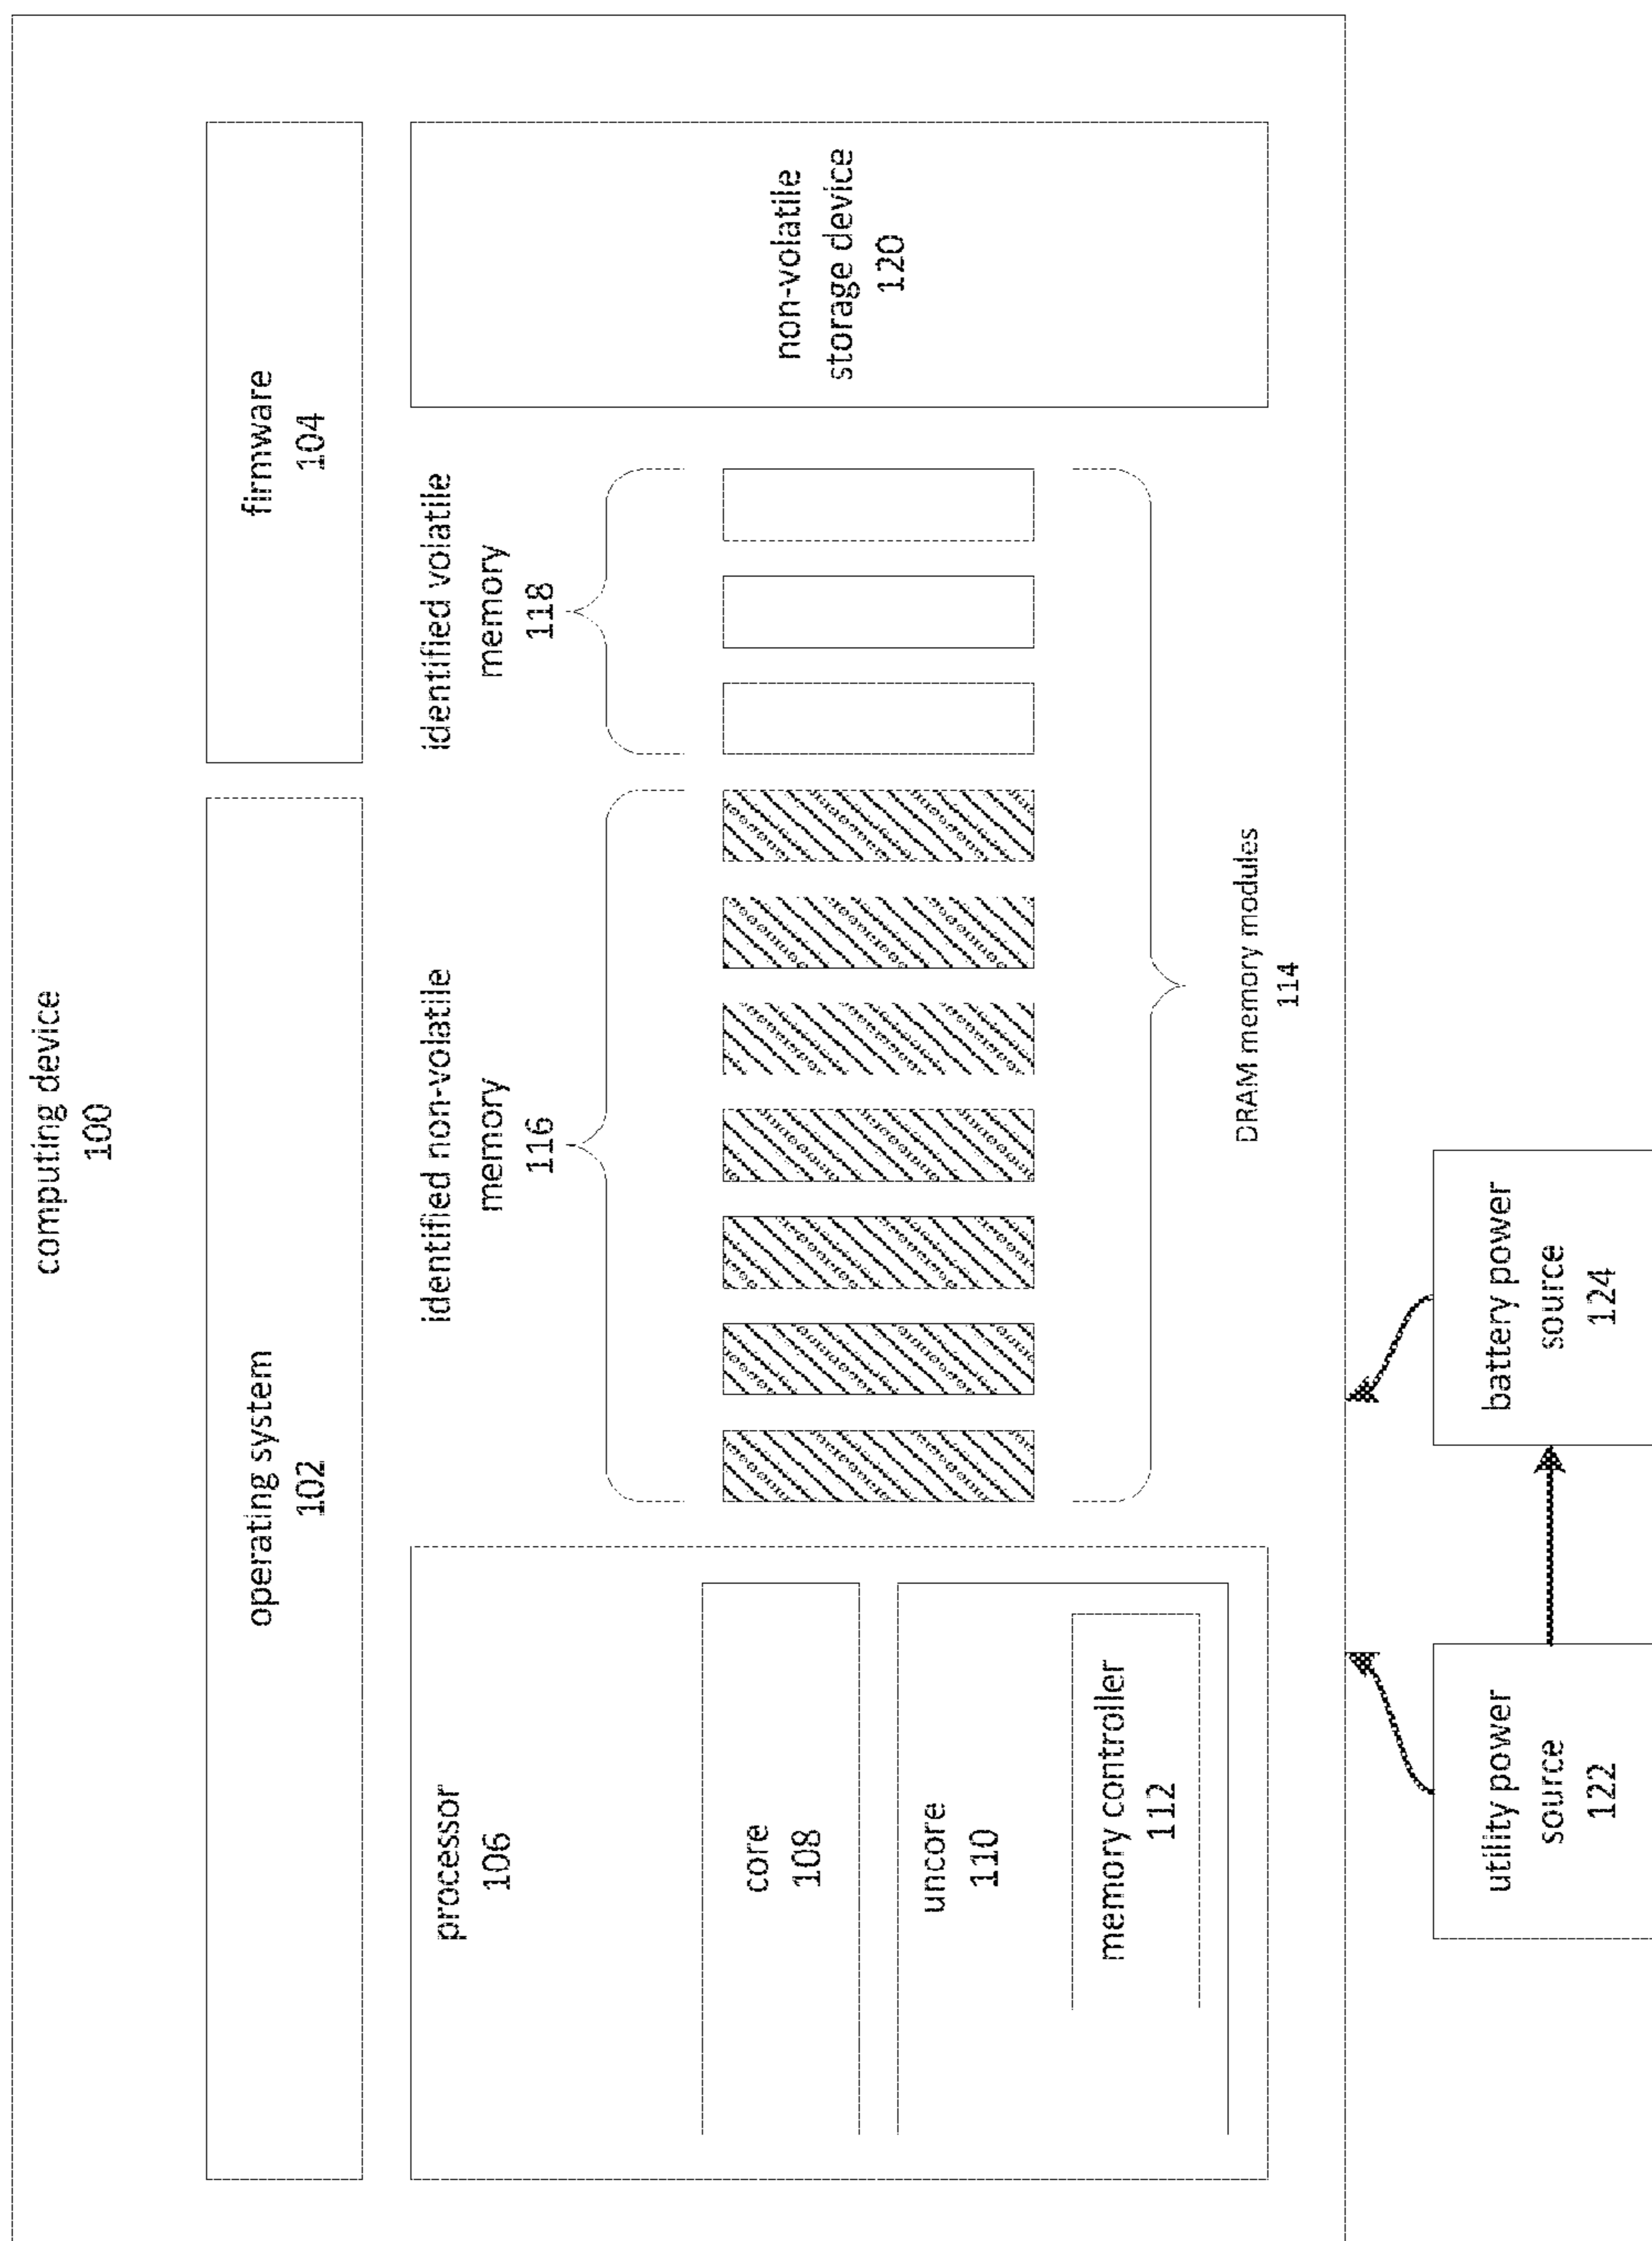 computing device
100
operating system
102
firmware
104
processor
106
core
108
uncore
110
memory controller
112
identified non-volatile
memory
116
identified volatile
memory
118
DRAM memory modules
114
non-volatile
storage device
120
utility power
source
122
battery power
source
124